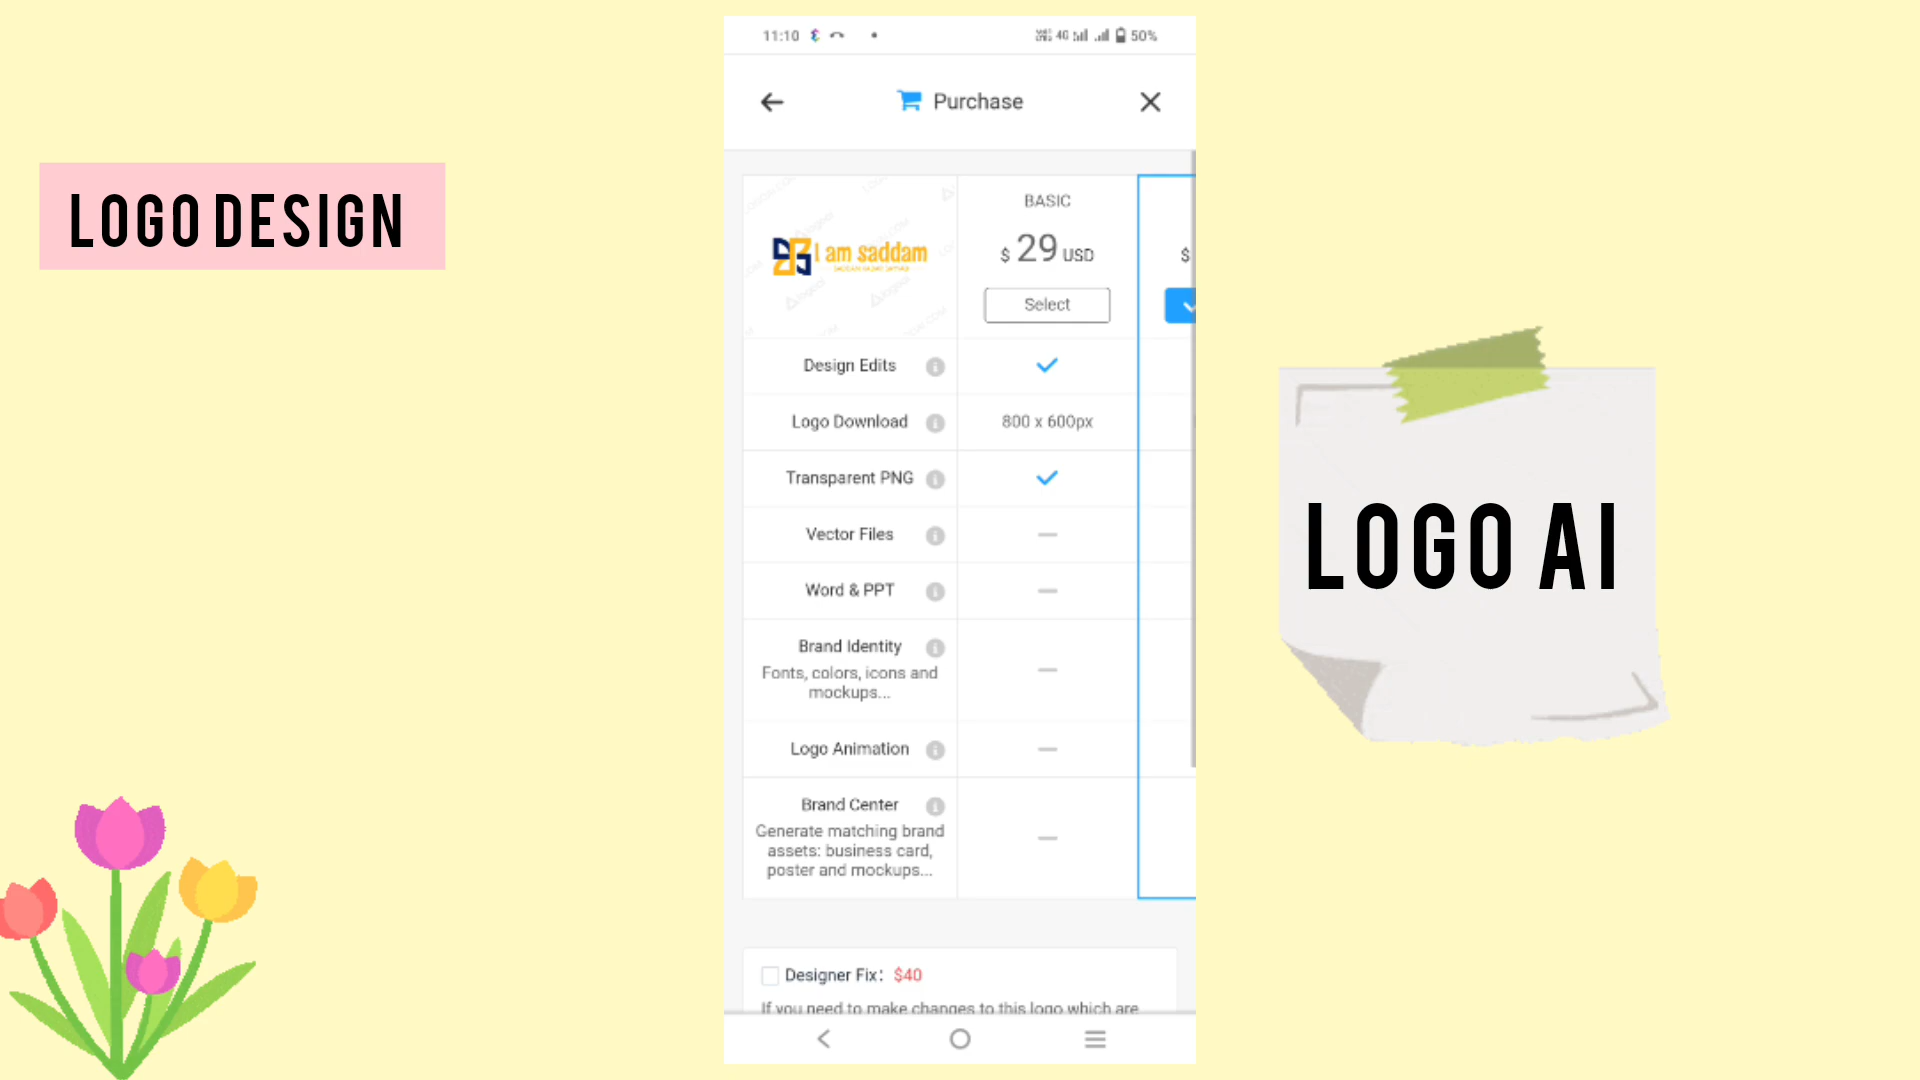 11:10
4G
50%
Purchase
LOGO DESIGN
I am saddam
BASIC
$ 29 USD
$
Select
Design Edits
Logo Download
800 x 600px
Transparent PNG
Vector Files
Word & PPT
Brand Identity
Fonts, colors, icons and
mockups...
Logo Animation
Brand Center
Generate matching brand
assets: business card,
poster and mockups...
Designer Fix: $40
If you need to make changes to this logo which are
LOGO AI